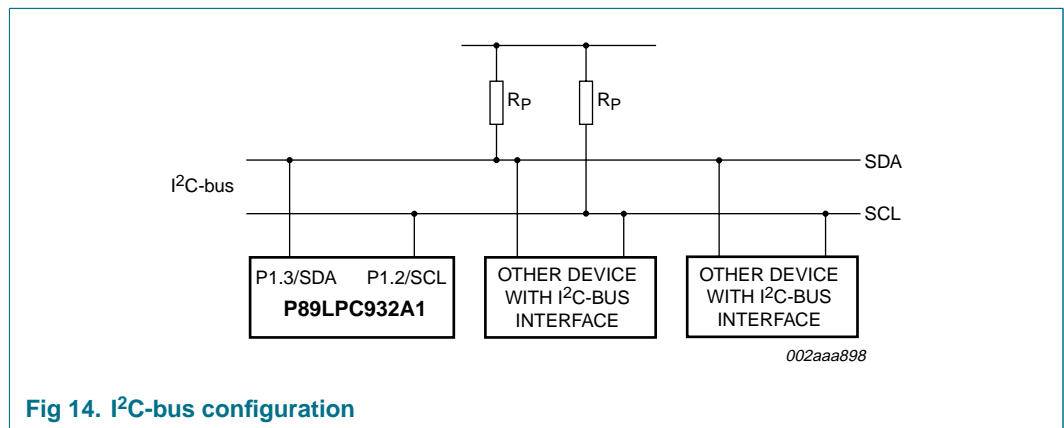 RP RP
SDA
I2C-bus
SCL
P1.3/SDA P1.2/SCL
P89LPC932A1
OTHER DEVICE
WITH I2C-BUS
INTERFACE
OTHER DEVICE
WITH I2C-BUS
INTERFACE
002aaa898
Fig 14. I2C-bus configuration